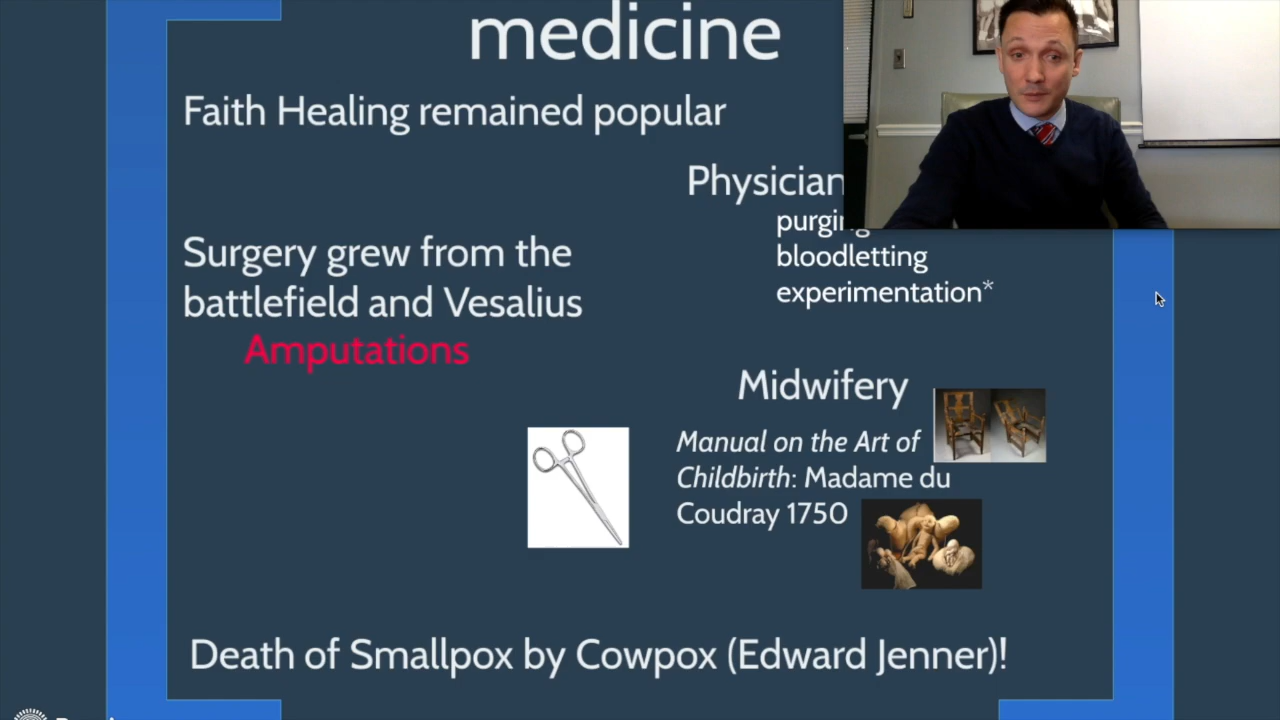 medicine
Faith Healing remained popular
Physician
purging
bloodletting
experimentation*
Surgery grew from the
battlefield and Vesalius
Amputations
Midwifery
Manual on the Art of
Childbirth: Madame du
Coudray 1750
Death of Smallpox by Cowpox (Edward Jenner)!